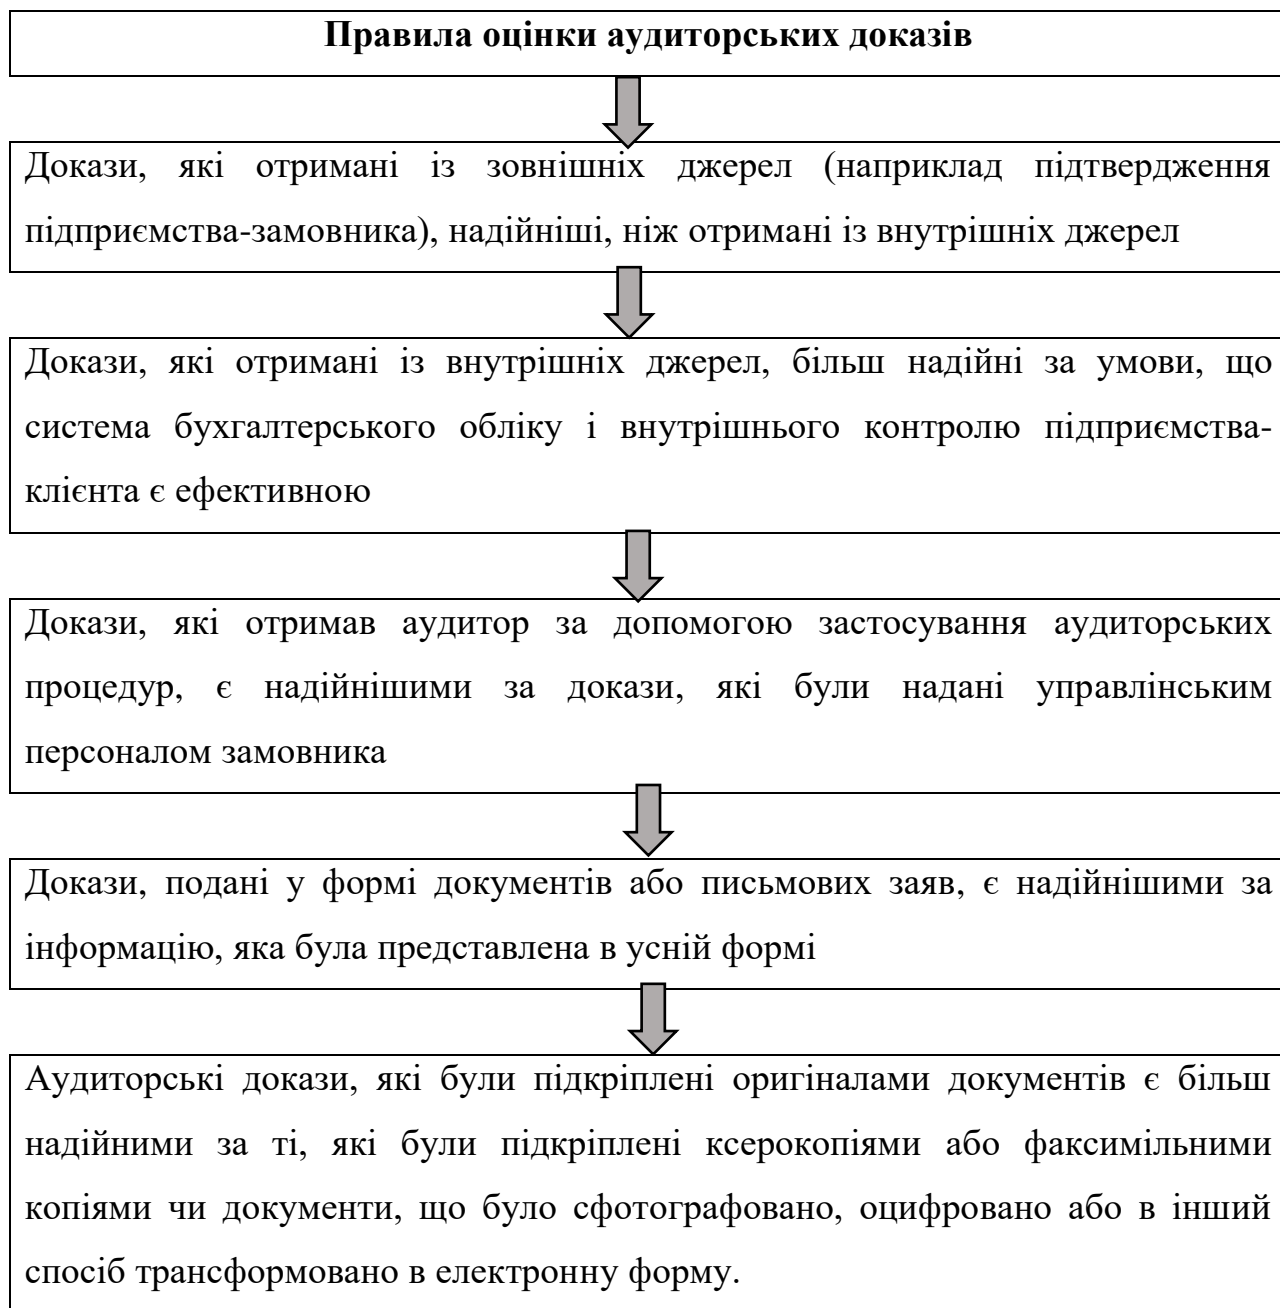 Правила оцінки аудиторських доказів
Докази, які отримані із зовнішніх джерел (наприклад підтвердження
підприємства-замовника), надійніші, ніж отримані із внутрішніх джерел
Докази, які отримані із внутрішніх джерел, більш надійні за умови, що
система бухгалтерського обліку і внутрішнього контролю підприємства-
клієнта є ефективною
Докази, які отримав аудитор за допомогою застосування аудиторських
процедур, є надійнішими за докази, які були надані управлінським
персоналом замовника
Докази, подані у формі документів або письмових заяв, є надійнішими за
інформацію, яка була представлена в усній формі
Аудиторські докази, які були підкріплені оригіналами документів є більш
надійними за ті, які були підкріплені ксерокопіями або факсимільними
копіями чи документи, що було сфотографовано, оцифровано або в інший
спосіб трансформовано в електронну форму.